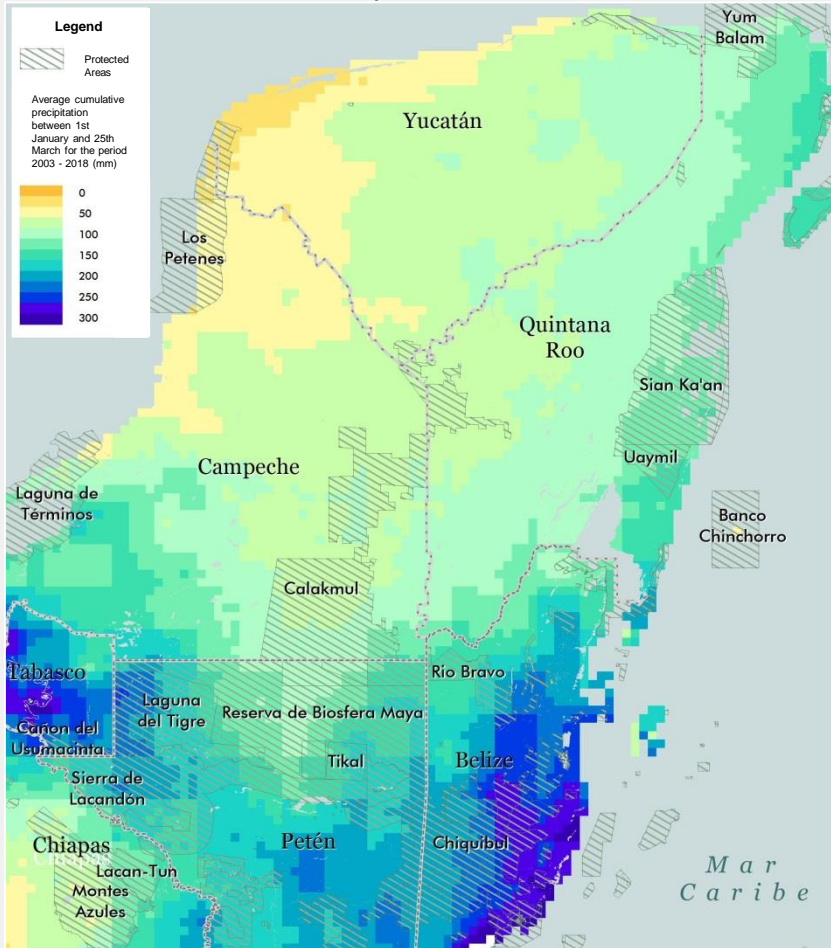 Legend
Protected
Areas
Average cumulative
precipitation
between 1st
January and 25th
March for the period
2003 - 2018 (mm)
0
50
100
150
200
250
300
Yum
Balam
Yucatán
Los
Petenes
Quintana
Roo
Sian Ka'an
Uaymil
Campeche
Laguna de
Términos
Banco
Chinchorro
Calakmul
Tabasco
Rio Bravo
Laguna
del Tigre
Reserva de Biosfera Maya
Cañon del
Usumacinta
Tikal
Belize
Sierra de
Lacandón
Chiapas
Chiapas
Petén
Chiquibul
Lacan-Tun
Montes
Azules
Mar
Caribe